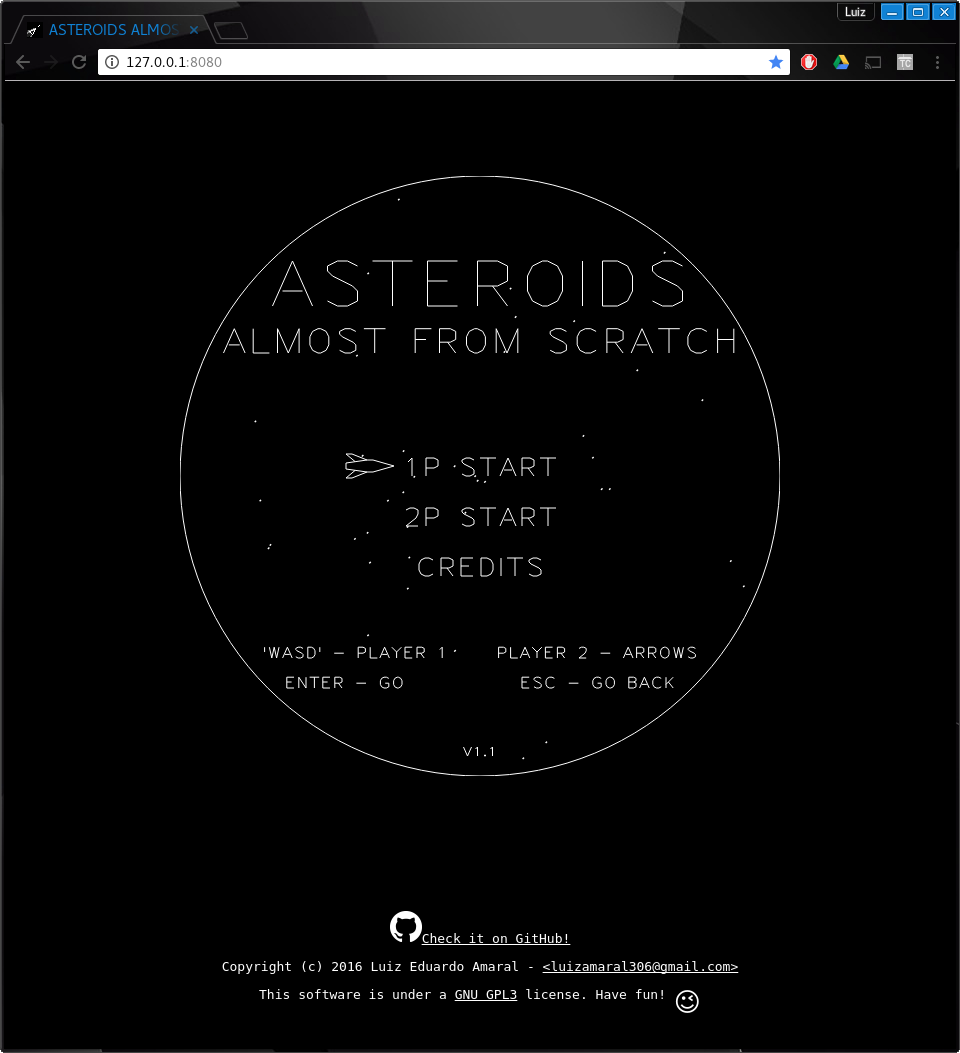 Luiz
ASTEROIDS ALMOS
127.0.0.1:8080
TC
ASTEROIDS
ALMOST FROM SCRATCH
1P START
2P START
CREDITS
'WASD' – PLAYER 1 PLAYER 2 – ARROWS
ENTER – GO ESC – GO BACK
V1.1
Check it on GitHub!
Copyright (c) 2016 Luiz Eduardo Amaral - <luizamaral306@gmail.com>
This software is under a GNU GPL3 license. Have fun!